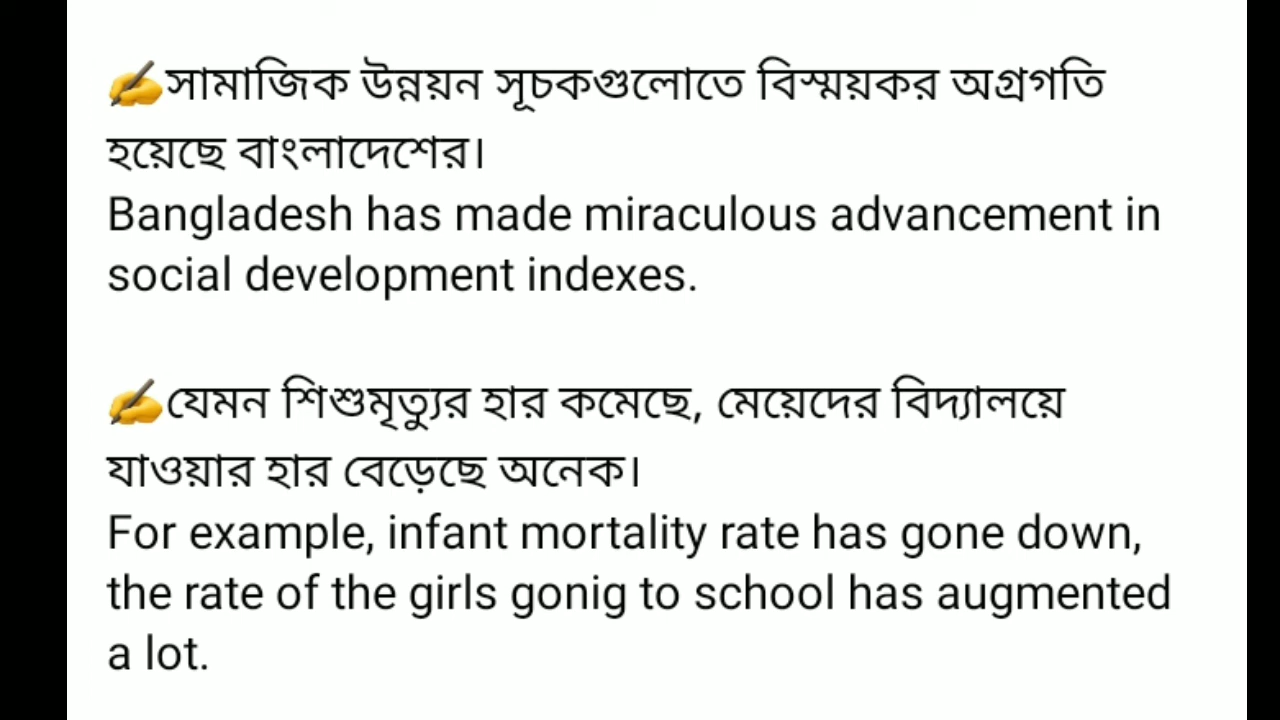 ✍️সামাজিক উন্নয়ন সূচকগুলোতে বিস্ময়কর অগ্রগতি
হয়েছে বাংলাদেশের।
Bangladesh has made miraculous advancement in
social development indexes.
✍️যেমন শিশুমৃত্যুর হার কমেছে, মেয়েদের বিদ্যালয়ে
যাওয়ার হার বেড়েছে অনেক।
For example, infant mortality rate has gone down,
the rate of the girls gonig to school has augmented
a lot.